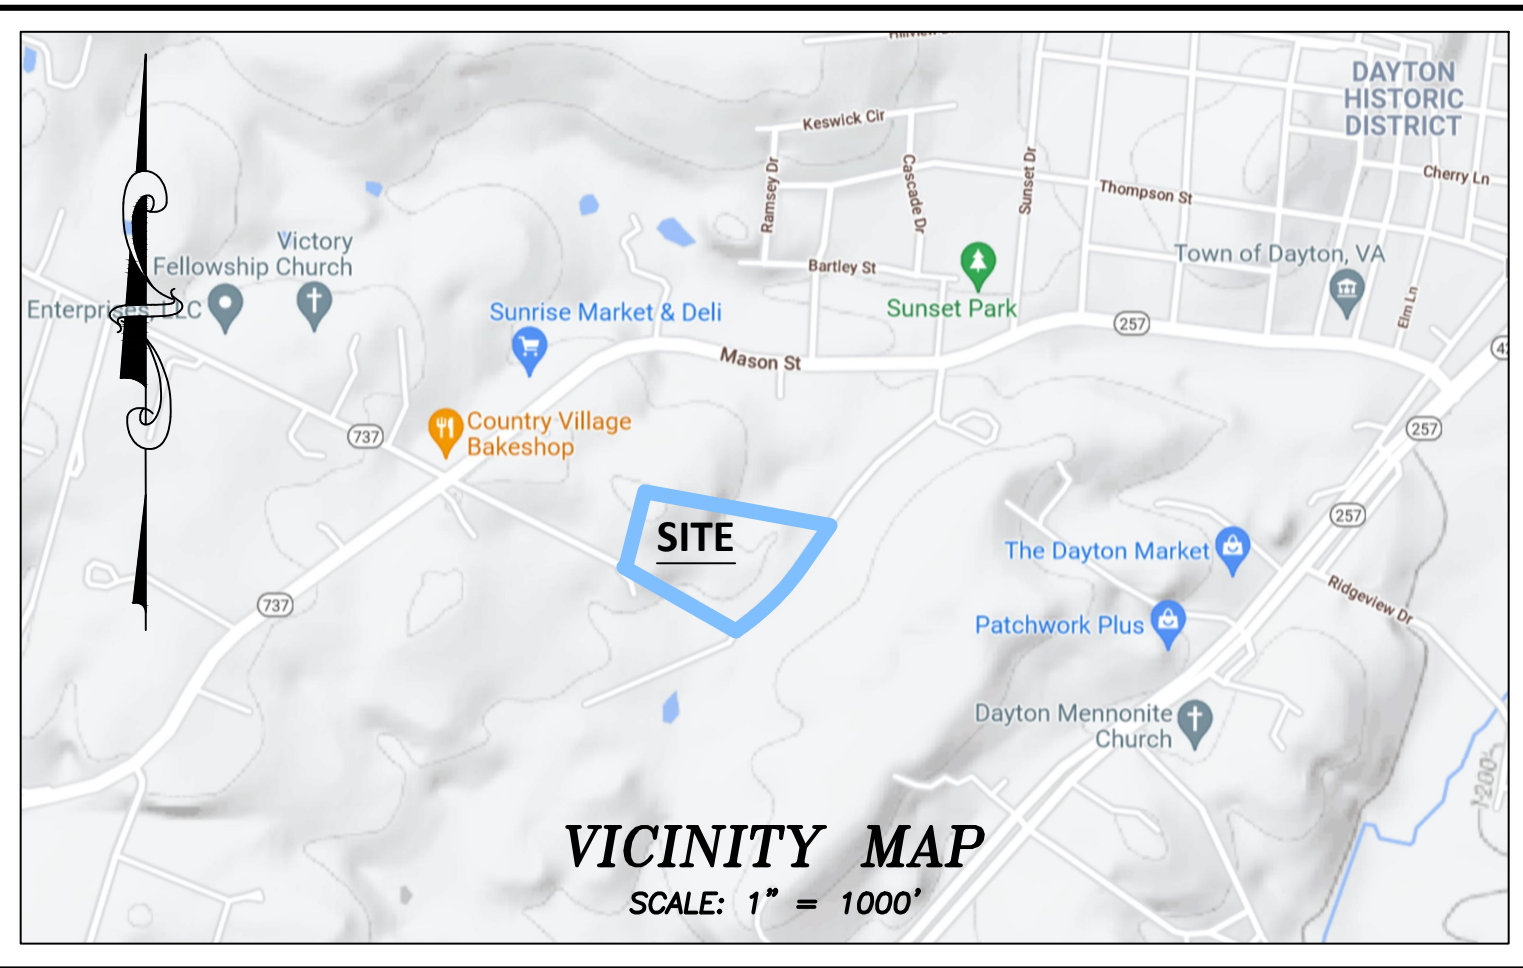 DAYTON
HISTORIC
DISTRICT
Keswick Cir
Ramsey Dr
Cascade Dr
Sunset Dr
Thompson St
Cherry Ln
Victory
Fellowship Church
Enterprises LLC
Bartley St
Sunset Park
Town of Dayton, VA
Elm Ln
Sunrise Market & Deli
Mason St
257
737
Country Village
Bakeshop
257
257
SITE
The Dayton Market
Ridgeview Dr
737
Patchwork Plus
Dayton Mennonite
Church
1200
VICINITY MAP
SCALE: 1” = 1000’